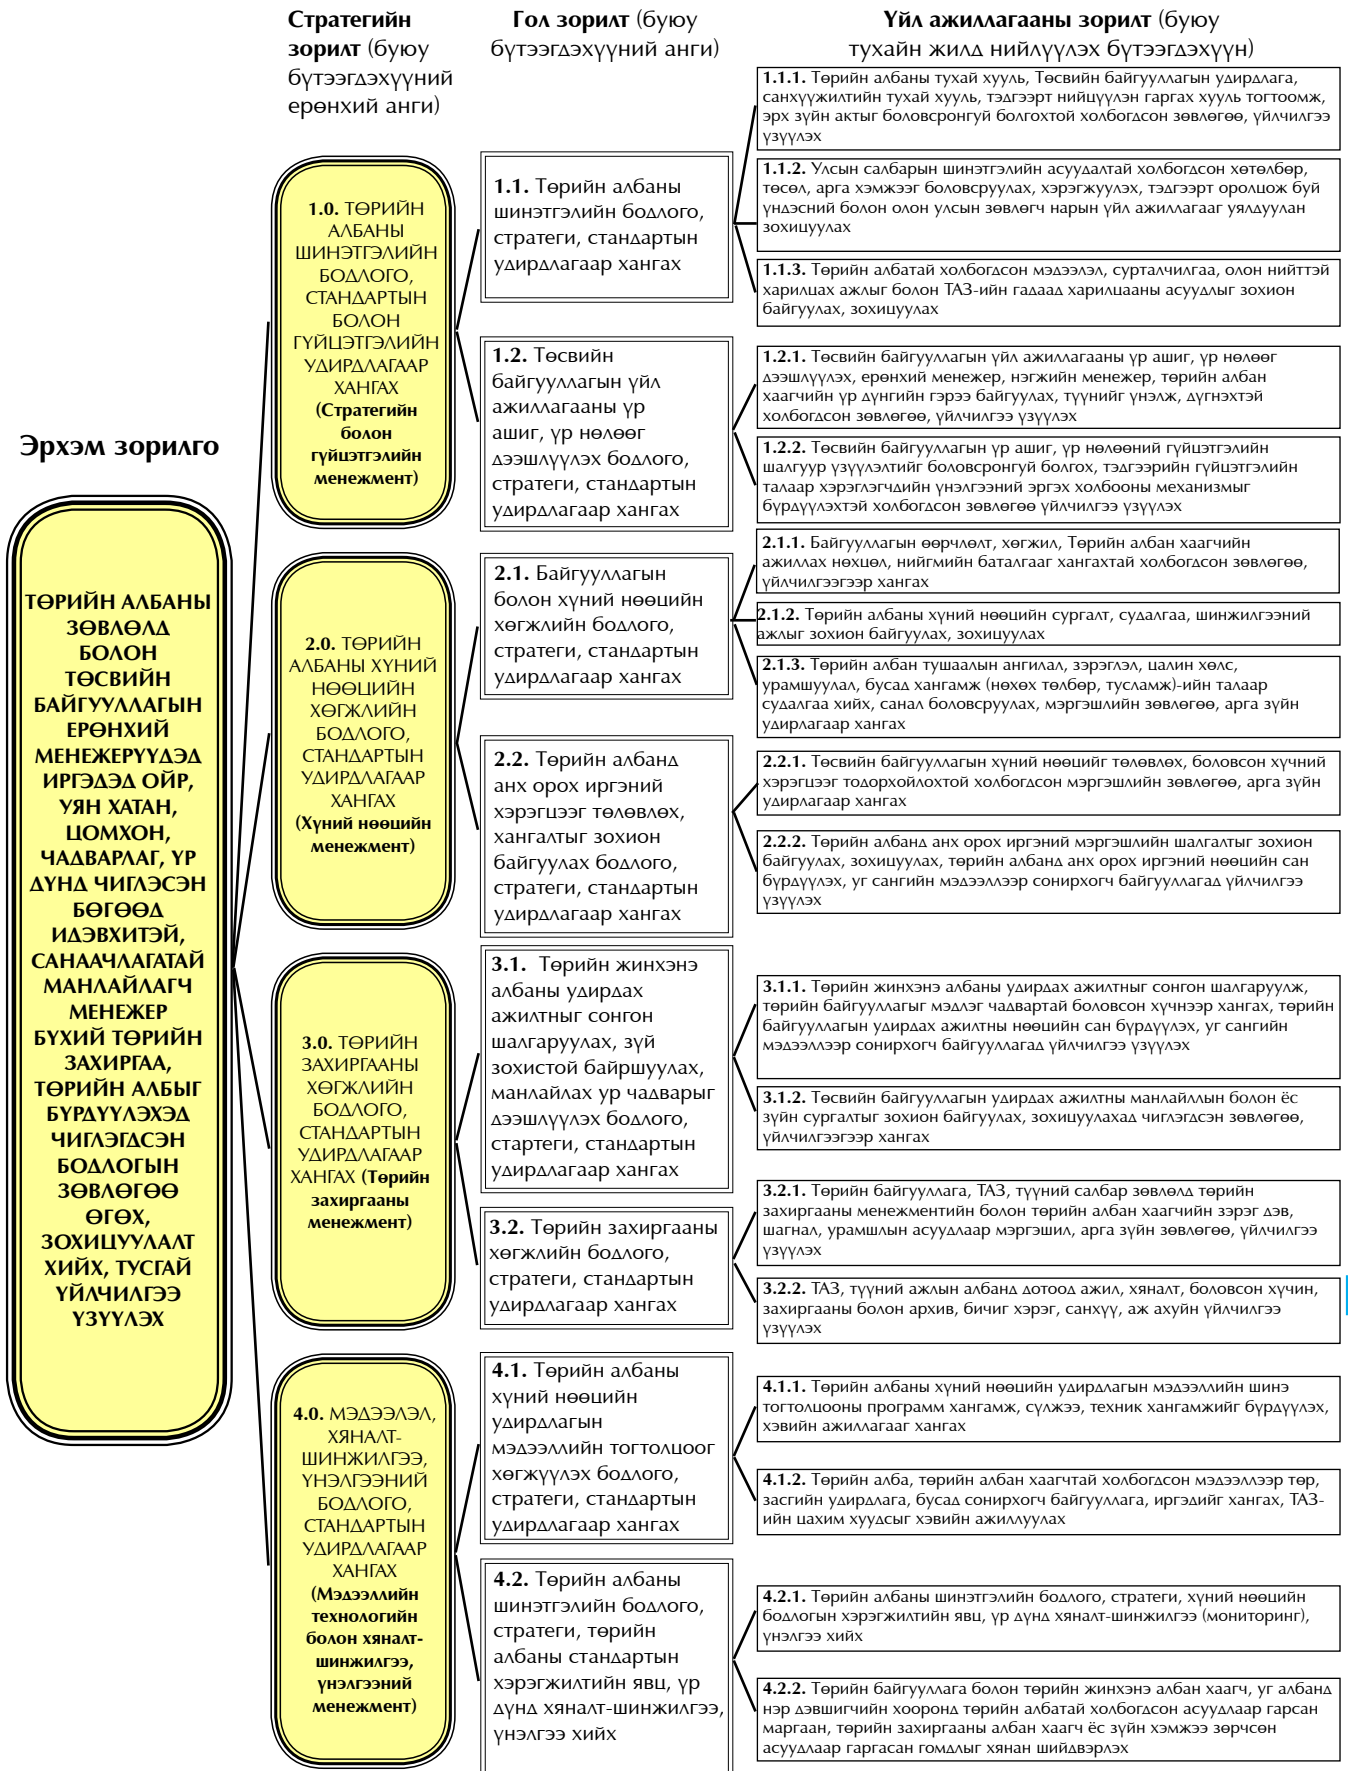 Стратегийн
зорилт (буюу
бүтээгдэхүүний
ерөнхий анги)
Гол зорилт (буюу
бүтээгдэхүүний анги)
Үйл ажиллагааны зорилт (буюу
тухайн жилд нийлүүлэх бүтээгдэхүүн)
Эрхэм зорилго
ТӨРИЙН АЛБАНЫ
ЗӨВЛӨЛД
БОЛОН
ТӨСВИЙН
БАЙГУУЛЛАГЫН
ЕРӨНХИЙ
МЕНЕЖЕРҮҮДЭД
ИРГЭДЭД ОЙР,
УЯН ХАТАН,
ЦОМХОН,
ЧАДВАРЛАГ, ҮР
ДҮНД ЧИГЛЭСЭН
БӨГӨӨД
ИДЭВХИТЭЙ,
САНААЧЛАГАТАЙ
МАНЛАЙЛАГЧ
МЕНЕЖЕР
БҮХИЙ ТӨРИЙН
ЗАХИРГАА,
ТӨРИЙН АЛБЫГ
БҮРДҮҮЛЭХЭД
ЧИГЛЭГДСЭН
БОДЛОГЫН
ЗӨВЛӨГӨӨ
ӨГӨХ,
ЗОХИЦУУЛАЛТ
ХИЙХ, ТУСГАЙ
ҮЙЛЧИЛГЭЭ
ҮЗҮҮЛЭХ
1.0. ТӨРИЙН
АЛБАНЫ
ШИНЭТГЭЛИЙН
БОДЛОГО,
СТАНДАРТЫН
БОЛОН
ГҮЙЦЭТГЭЛИЙН
УДИРДЛАГААР
ХАНГАХ
(Стратегийн
болон
гүйцэтгэлийн
менежмент)
1.1. Төрийн албаны
шинэтгэлийн бодлого,
стратеги, стандартын
удирдлагаар хангах
1.1.1. Төрийн албаны тухай хууль, Төсвийн байгууллагын удирдлага,
санхүүжилтийн тухай хууль, тэдгээрт нийцүүлэн гаргах хууль тогтоомж,
эрх зүйн актыг боловсронгуй болгохтой холбогдсон зөвлөгөө, үйлчилгээ
үзүүлэх
1.1.2. Улсын салбарын шинэтгэлийн асуудалтай холбогдсон хөтөлбөр,
төсөл, арга хэмжээг боловсруулах, хэрэгжүүлэх, тэдгээрт оролцож буй
үндэсний болон олон улсын зөвлөгч нарын үйл ажиллагааг уялдуулан
зохицуулах
1.1.3. Төрийн албатай холбогдсон мэдээлэл, сурталчилгаа, олон нийттэй
харилцах ажлыг болон ТАЗ-ийн гадаад харилцааны асуудлыг зохион
байгуулах, зохицуулах
1.2. Төсвийн
байгууллагын үйл
ажиллагааны үр
ашиг, үр нөлөөг
дээшлүүлэх бодлого,
стратеги, стандартын
удирдлагаар хангах
1.2.1. Төсвийн байгууллагын үйл ажиллагааны үр ашиг, үр нөлөөг
дээшлүүлэх, ерөнхий менежер, нэгжийн менежер, төрийн албан
хаагчийн үр дүнгийн гэрээ байгуулах, түүнийг үнэлж, дүгнэхтэй
холбогдсон зөвлөгөө, үйлчилгээ үзүүлэх
1.2.2. Төсвийн байгууллагын үр ашиг, үр нөлөөний гүйцэтгэлийн
шалгуур үзүүлэлтийг боловсронгуй болгох, тэдгээрийн гүйцэтгэлийн
талаар хэрэглэгчдийн үнэлгээний эргэх холбооны механизмыг
бүрдүүлэхтэй холбогдсон зөвлөгөө үйлчилгээ үзүүлэх
2.0. ТӨРИЙН
АЛБАНЫ ХҮНИЙ
НӨӨЦИЙН
ХӨГЖЛИЙН
БОДЛОГО,
СТАНДАРТЫН
УДИРДЛАГААР
ХАНГАХ
(Хүний нөөцийн
менежмент)
2.1. Байгууллагын
болон хүний нөөцийн
хөгжлийн бодлого,
стратеги, стандартын
удирдлагаар хангах
2.1.1. Байгууллагын өөрчлөлт, хөгжил, Төрийн албан хаагчийн
ажиллах нөхцөл, нийгмийн баталгааг хангахтай холбогдсон зөвлөгөө,
үйлчилгээгээр хангах
2.1.2. Төрийн албаны хүний нөөцийн сургалт, судалгаа, шинжилгээний
ажлыг зохион байгуулах, зохицуулах
2.1.3. Төрийн албан тушаалын ангилал, зэрэглэл, цалин хөлс,
урамшуулал, бусад хангамж (нөхөх төлбөр, тусламж)-ийн талаар
судалгаа хийх, санал боловсруулах, мэргэшлийн зөвлөгөө, арга зүйн
удирлагаар хангах
2.2. Төрийн албанд
анх орох иргэний
хэрэгцээг төлөвлөх,
хангалтыг зохион
байгуулах бодлого,
стратеги, стандартын
удирдлагаар хангах
2.2.1. Төсвийн байгууллагын хүний нөөцийг төлөвлөх, боловсон хүчний
хэрэгцээг тодорхойлохтой холбогдсон мэргэшлийн зөвлөгөө, арга зүйн
удирлагаар хангах
2.2.2. Төрийн албанд анх орох иргэний мэргэшлийн шалгалтыг зохион
байгуулах, зохицуулах, төрийн албанд анх орох иргэний нөөцийн сан
бүрдүүлэх, уг сангийн мэдээллээр сонирхогч байгууллагад үйлчилгээ
үзүүлэх
3.0. ТӨРИЙН
ЗАХИРГААНЫ
ХӨГЖЛИЙН
БОДЛОГО,
СТАНДАРТЫН
УДИРДЛАГААР
ХАНГАХ (Төрийн
захиргааны
менежмент)
3.1. Төрийн жинхэнэ
албаны удирдах
ажилтныг сонгон
шалгаруулах, зүй
зохистой байршуулах,
манлайлах ур чадварыг
дээшлүүлэх бодлого,
стартеги, стандартын
удирдлагаар хангах
3.1.1. Төрийн жинхэнэ албаны удирдах ажилтныг сонгон шалгаруулж,
төрийн байгууллагыг мэдлэг чадвартай боловсон хүчнээр хангах, төрийн
байгууллагын удирдах ажилтны нөөцийн сан бүрдүүлэх, уг сангийн
мэдээллээр сонирхогч байгууллагад үйлчилгээ үзүүлэх
3.1.2. Төсвийн байгууллагын удирдах ажилтны манлайллын болон ёс
зүйн сургалтыг зохион байгуулах, зохицуулахад чиглэгдсэн зөвлөгөө,
үйлчилгээгээр хангах
3.2. Төрийн захиргааны
хөгжлийн бодлого,
стратеги, стандартын
удирдлагаар хангах
3.2.1. Төрийн байгууллага, ТАЗ, түүний салбар зөвлөлд төрийн
захиргааны менежментийн болон төрийн албан хаагчийн зэрэг дэв,
шагнал, урамшлын асуудлаар мэргэшил, арга зүйн зөвлөгөө, үйлчилгээ
үзүүлэх
3.2.2. ТАЗ, түүний ажлын албанд дотоод ажил, хяналт, боловсон хүчин,
захиргааны болон архив, бичиг хэрэг, санхүү, аж ахуйн үйлчилгээ
үзүүлэх
4.0. МЭДЭЭЛЭЛ,
ХЯНАЛТ-
ШИНЖИЛГЭЭ,
ҮНЭЛГЭЭНИЙ
БОДЛОГО,
СТАНДАРТЫН
УДИРДЛАГААР
ХАНГАХ
(Мэдээллийн
технологийн
болон хяналт-
шинжилгээ,
үнэлгээний
менежмент)
4.1. Төрийн албаны
хүний нөөцийн
удирдлагын
мэдээллийн тогтолцоог
хөгжүүлэх бодлого,
стратеги, стандартын
удирдлагаар хангах
4.1.1. Төрийн албаны хүний нөөцийн удирдлагын мэдээллийн шинэ
тогтолцооны программ хангамж, сүлжээ, техник хангамжийг бүрдүүлэх,
хэвийн ажиллагааг хангах
4.1.2. Төрийн алба, төрийн албан хаагчтай холбогдсон мэдээллээр төр,
засгийн удирдлага, бусад сонирхогч байгууллага, иргэдийг хангах, ТАЗ-
ийн цахим хуудсыг хэвийн ажиллуулах
4.2. Төрийн албаны
шинэтгэлийн бодлого,
стратеги, төрийн
албаны стандартын
хэрэгжилтийн явц, үр
дүнд хяналт-шинжилгээ,
үнэлгээ хийх
4.2.1. Төрийн албаны шинэтгэлийн бодлого, стратеги, хүний нөөцийн
бодлогын хэрэгжилтийн явц, үр дүнд хяналт-шинжилгээ (мониторинг),
үнэлгээ хийх
4.2.2. Төрийн байгууллага болон төрийн жинхэнэ албан хаагч, уг албанд
нэр дэвшигчийн хооронд төрийн албатай холбогдсон асуудлаар гарсан
маргаан, төрийн захиргааны албан хаагч ёс зүйн хэмжээ зөрчсөн
асуудлаар гаргасан гомдлыг хянан шийдвэрлэх